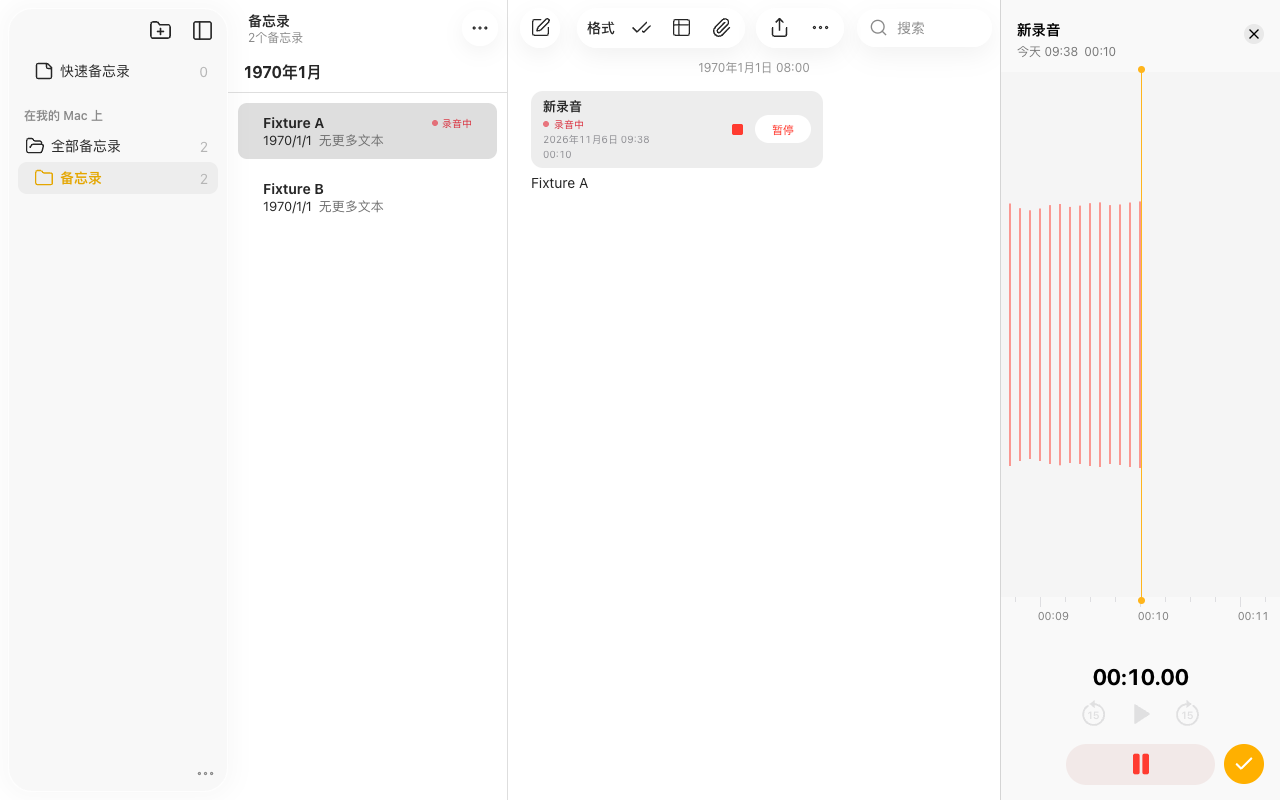 快速备忘录 0
在我的 Mac 上
全部备忘录 2
备忘录 2
备忘录
2个备忘录
1970年1月
Fixture A 录音中
1970/1/1 无更多文本
Fixture B
1970/1/1 无更多文本
格式
搜索
1970年1月1日 08:00
新录音
录音中
2026年11月6日 09:38
00:10
暂停
Fixture A
新录音
今天 09:38 00:10
00:09 00:10 00:11
00:10.00
15 15